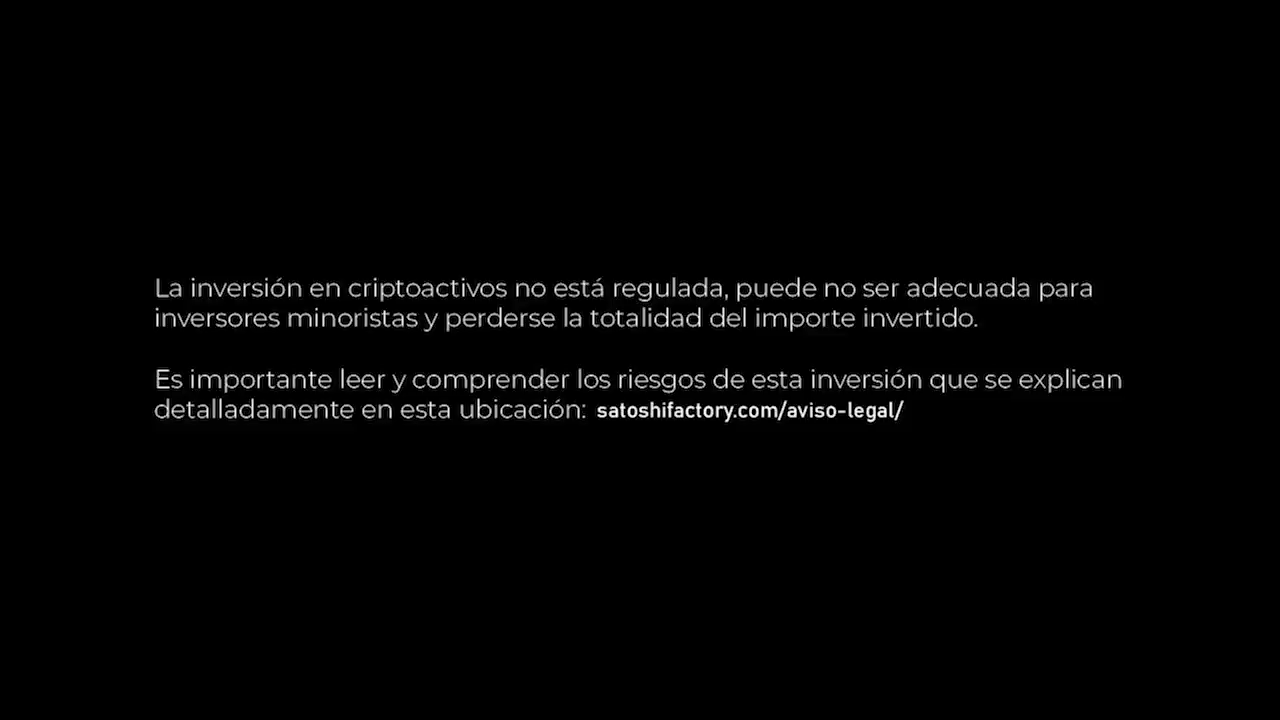 La inversión en criptoactivos no está regulada, puede no ser adecuada para
inversores minoristas y perderse la totalidad del importe invertido.
Es importante leer y comprender los riesgos de esta inversión que se explican
detalladamente en esta ubicación: satoshifactory.com/aviso-legal/